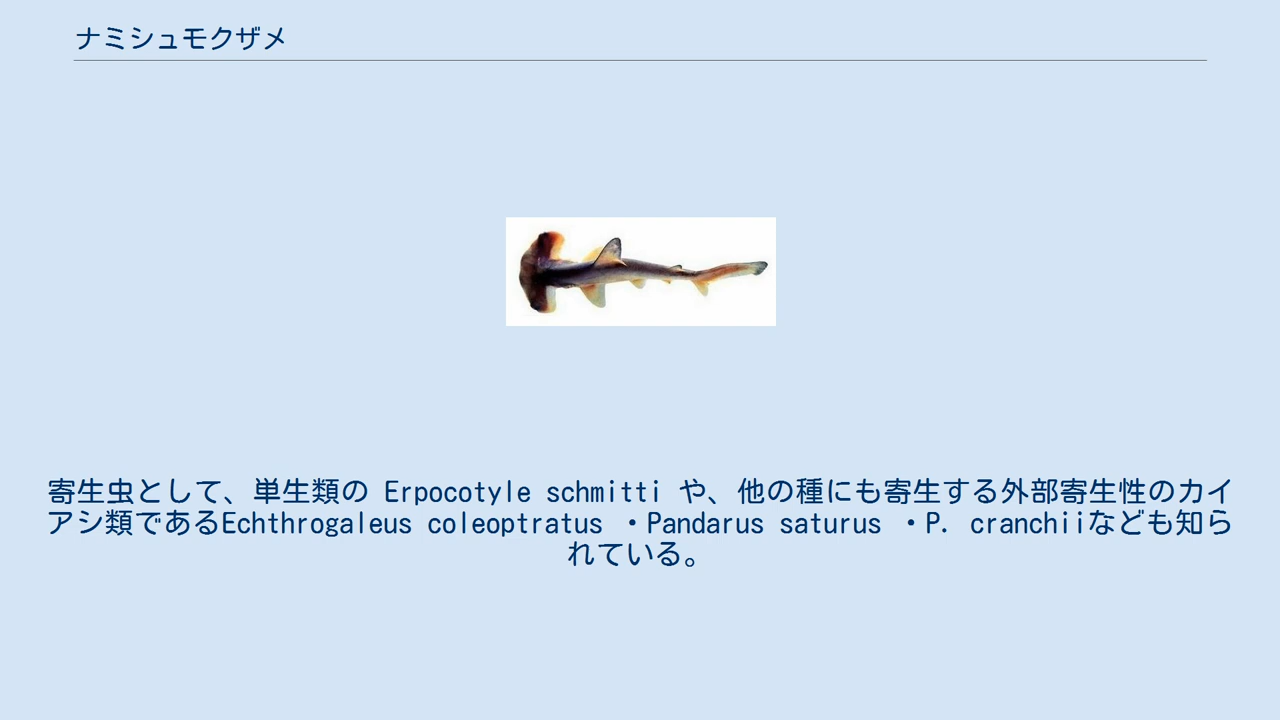 ナミシュモクザメ
寄生虫として、単生類の Erpocotyle schmitti や、他の種にも寄生する外部寄生性のカイ
アシ類であるEchthrogaleus coleoptratus ・Pandarus saturus ・P. cranchiiなども知ら
れている。